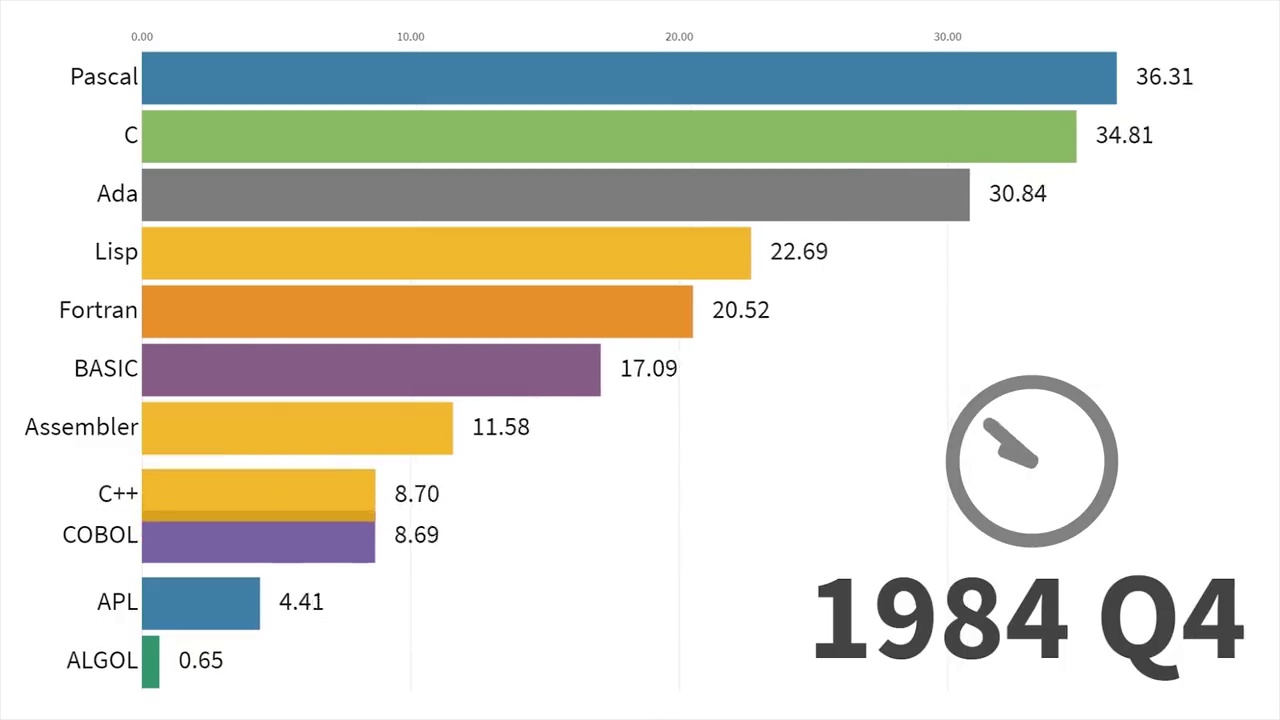 0.00 10.00 20.00 30.00
Pascal 36.31
C 34.81
Ada 30.84
Lisp 22.69
Fortran 20.52
BASIC 17.09
Assembler 11.58
C++ 8.70
COBOL 8.69
APL 4.41
ALGOL 0.65
1984 Q4